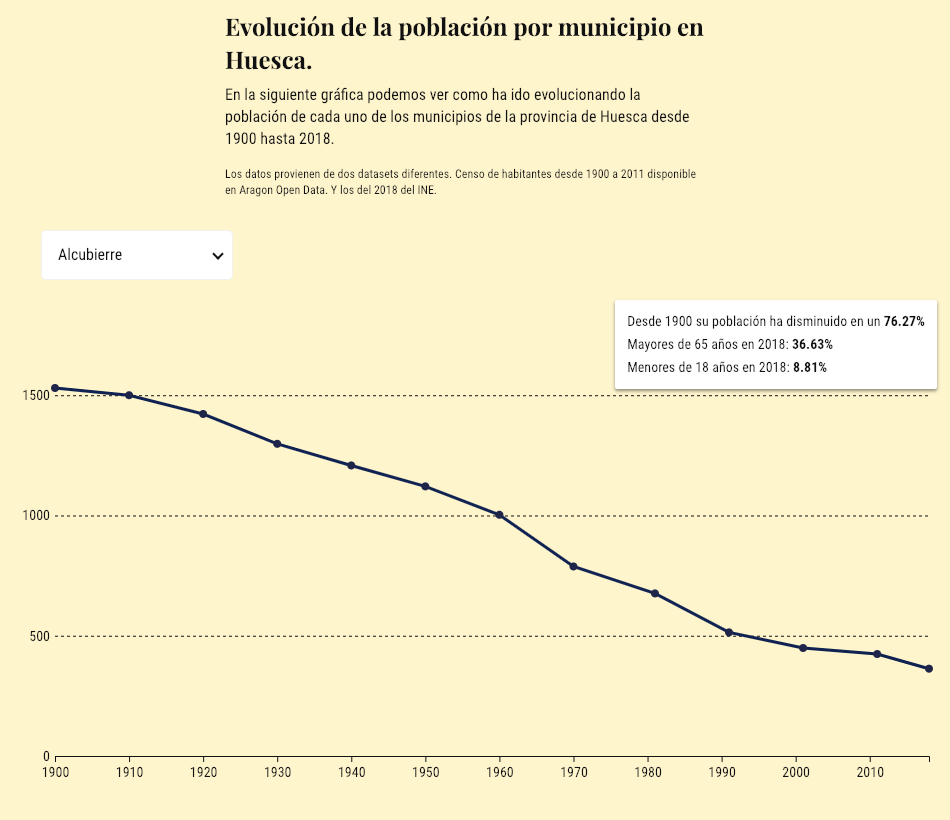 Evolución de la población por municipio en
Huesca.
En la siguiente gráfica podemos ver como ha ido evolucionando la
población de cada uno de los municipios de la provincia de Huesca desde
1900 hasta 2018.
Los datos provienen de dos datasets diferentes. Censo de habitantes desde 1900 a 2011 disponible
en Aragon Open Data. Y los del 2018 del INE.
Alcubierre
Desde 1900 su población ha disminuido en un 76.27%
Mayores de 65 años en 2018: 36.63%
Menores de 18 años en 2018: 8.81%
1500
1000
500
0
1900 1910 1920 1930 1940 1950 1960 1970 1980 1990 2000 2010